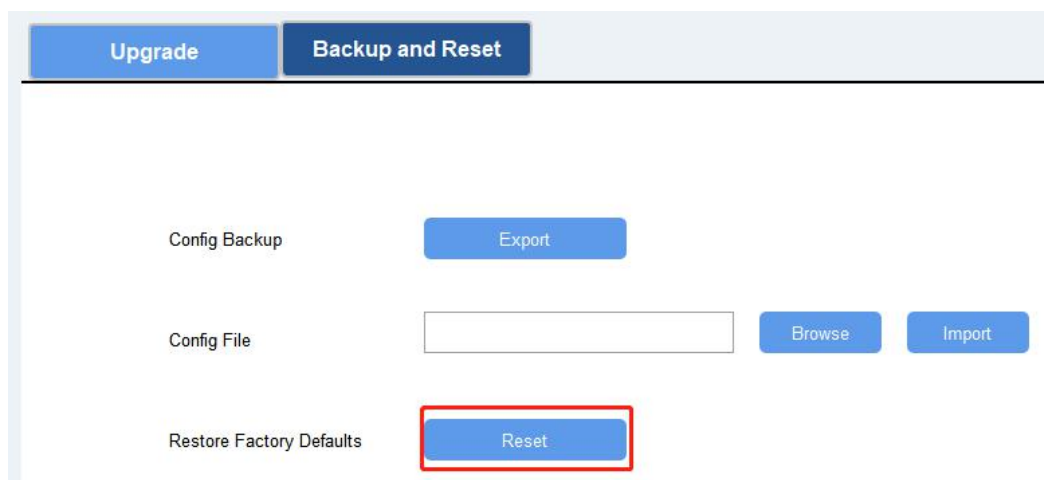 Upgrade Backup and Reset
Config Backup Export
Config File Browse Import
Restore Factory Defaults Reset